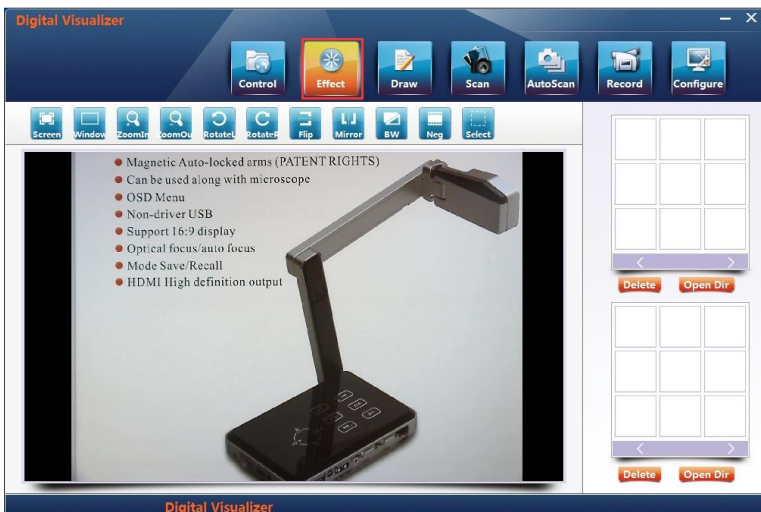 Digital Visualizer
Control
Effect
Draw
Scan
AutoScan
Record
Configure
Screen
Window
ZoomIn
ZoomOu
RotateL
RotateR
Flip
Mirror
BW
Neg
Select
Magnetic Auto-locked arms (PATENT RIGHTS)
Can be used along with microscope
OSD Menu
Non-driver USB
Support 16:9 display
Optical focus/auto focus
Mode Save/Recall
HDMI High definition output
Delete
Open Dir
Delete
Open Dir
Digital Visualizer